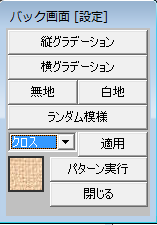 バック画面 [設定]
縦グラデーション
横グラデーション
無地 白地
ランダム模様
クロス 適用
パターン実行
閉じる